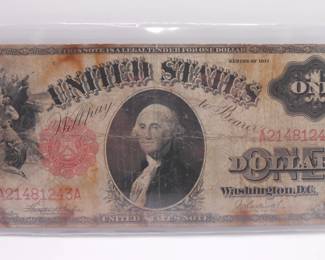 THIS NOTE IS A LEGAL TENDER FOR ONE DOLLAR
SERIES OF 1917
UNITED STATES
ONE
Will pay to Bearer
A21481243A
A21481243A
DOLLAR
Washington, D.C.
UNITED STATES NOTE